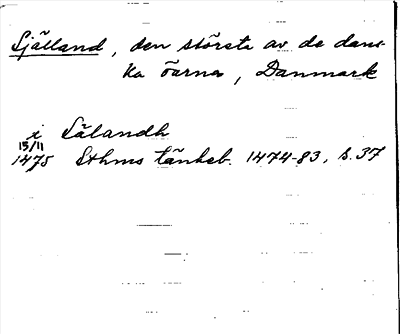 Själland, den största av de dans-
ka öarna, Danmark
i Sälandh
15/11
1475 Sthms tänkeb. 1474-83, s. 37